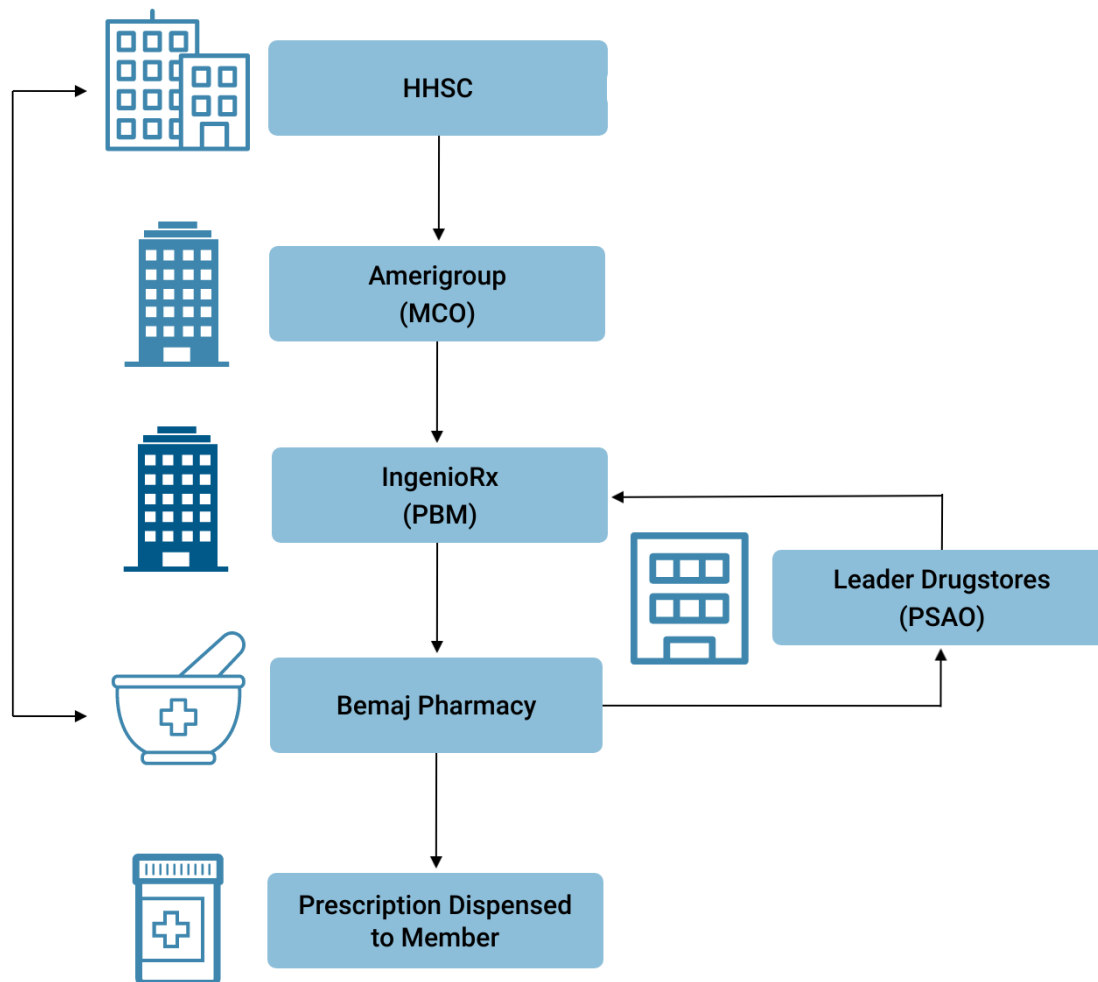 HHSC
Amerigroup
(MCO)
IngenioRx
(PBM)
Leader Drugstores
(PSAO)
Bemaj Pharmacy
Prescription Dispensed
to Member